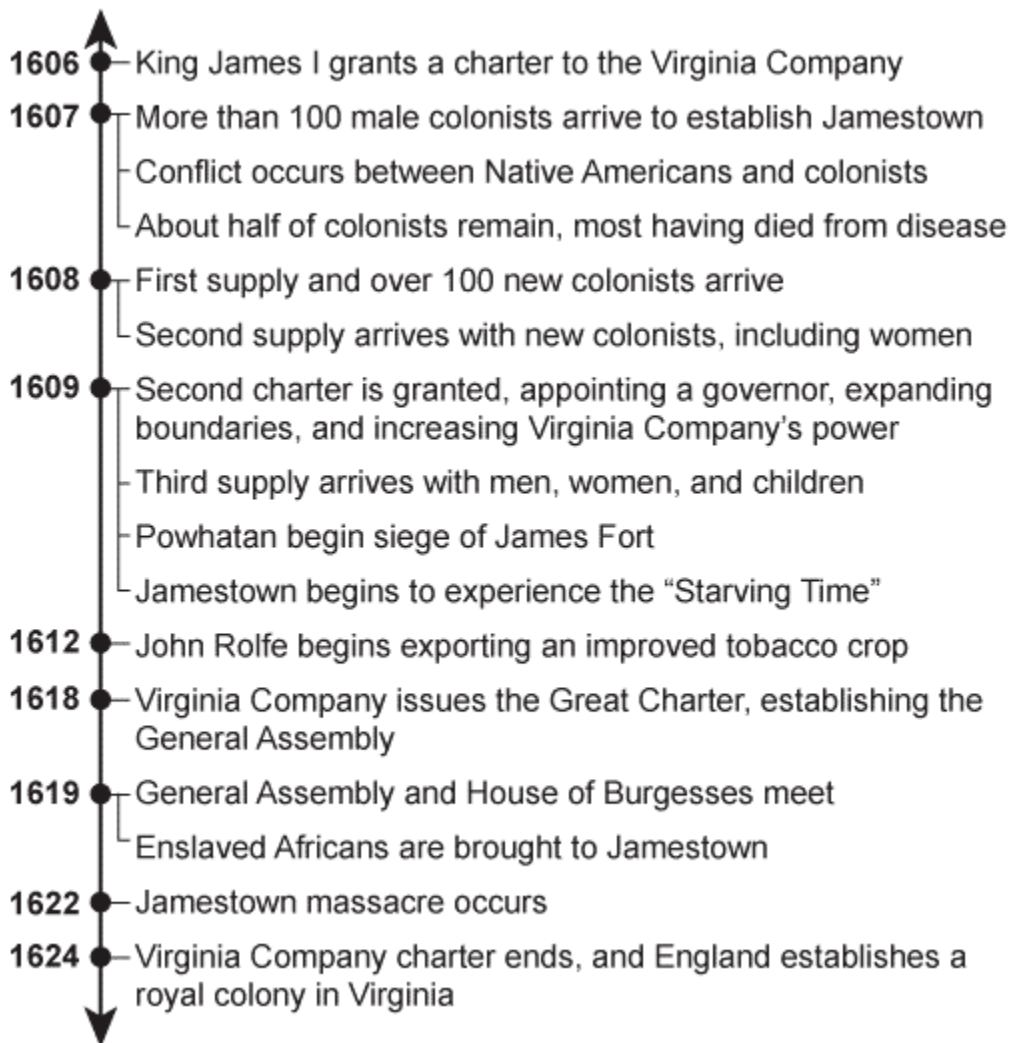 1606 King James I grants a charter to the Virginia Company
1607 More than 100 male colonists arrive to establish Jamestown
Conflict occurs between Native Americans and colonists
About half of colonists remain, most having died from disease
1608 First supply and over 100 new colonists arrive
Second supply arrives with new colonists, including women
1609 Second charter is granted, appointing a governor, expanding
boundaries, and increasing Virginia Company’s power
Third supply arrives with men, women, and children
Powhatan begin siege of James Fort
Jamestown begins to experience the “Starving Time”
1612 John Rolfe begins exporting an improved tobacco crop
1618 Virginia Company issues the Great Charter, establishing the
General Assembly
1619 General Assembly and House of Burgesses meet
Enslaved Africans are brought to Jamestown
1622 Jamestown massacre occurs
1624 Virginia Company charter ends, and England establishes a
royal colony in Virginia